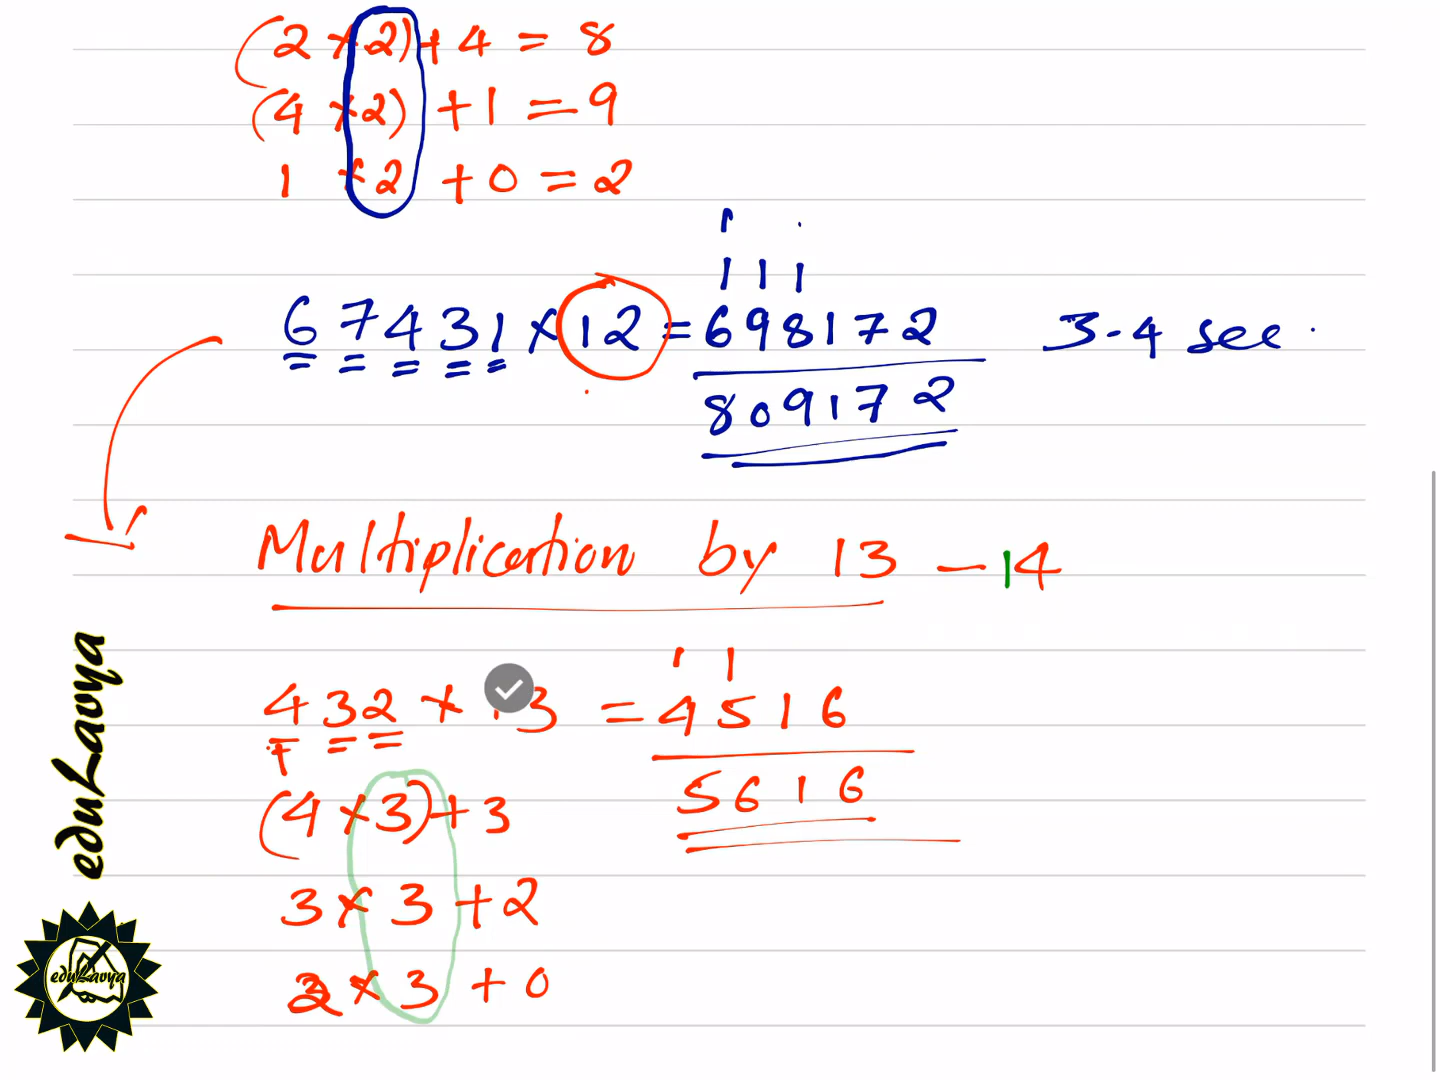 (2 × 2) + 4 = 8
(4 × 2) + 1 = 9
1 × 2 + 0 = 2
1
1 1 1
67431 × 12 = 698172 3-4 sec.
809172
Multiplication by 13 - 14
1 1
432 × 13 = 4516
5616
(4 × 3) + 3
3 × 3 + 2
2 × 3 + 0
eduLavya
eduLavya